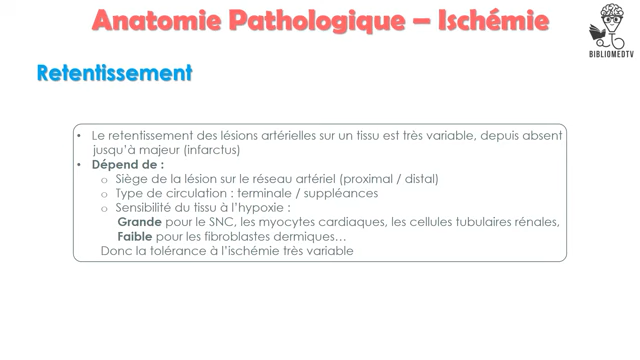 Anatomie Pathologique – Ischémie
BIBLIOMEDTV
Retentissement
• Le retentissement des lésions artérielles sur un tissu est très variable, depuis absent
jusqu'à majeur (infarctus)
• Dépend de :
o Siège de la lésion sur le réseau artériel (proximal / distal)
o Type de circulation : terminale / suppléances
o Sensibilité du tissu à l'hypoxie :
Grande pour le SNC, les myocytes cardiaques, les cellules tubulaires rénales,
Faible pour les fibroblastes dermiques…
Donc la tolérance à l'ischémie très variable